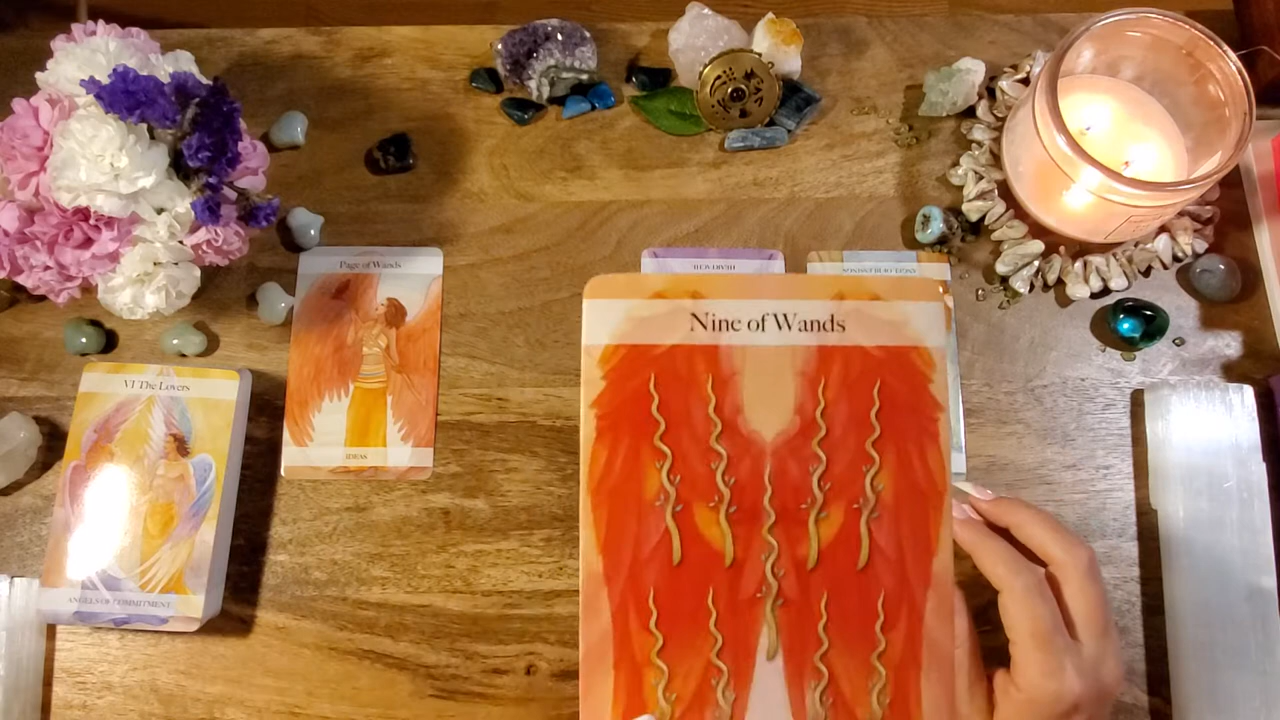 Page of Wands
IDEAS
VI The Lovers
ANGELS OF COMMITMENT
Nine of Wands